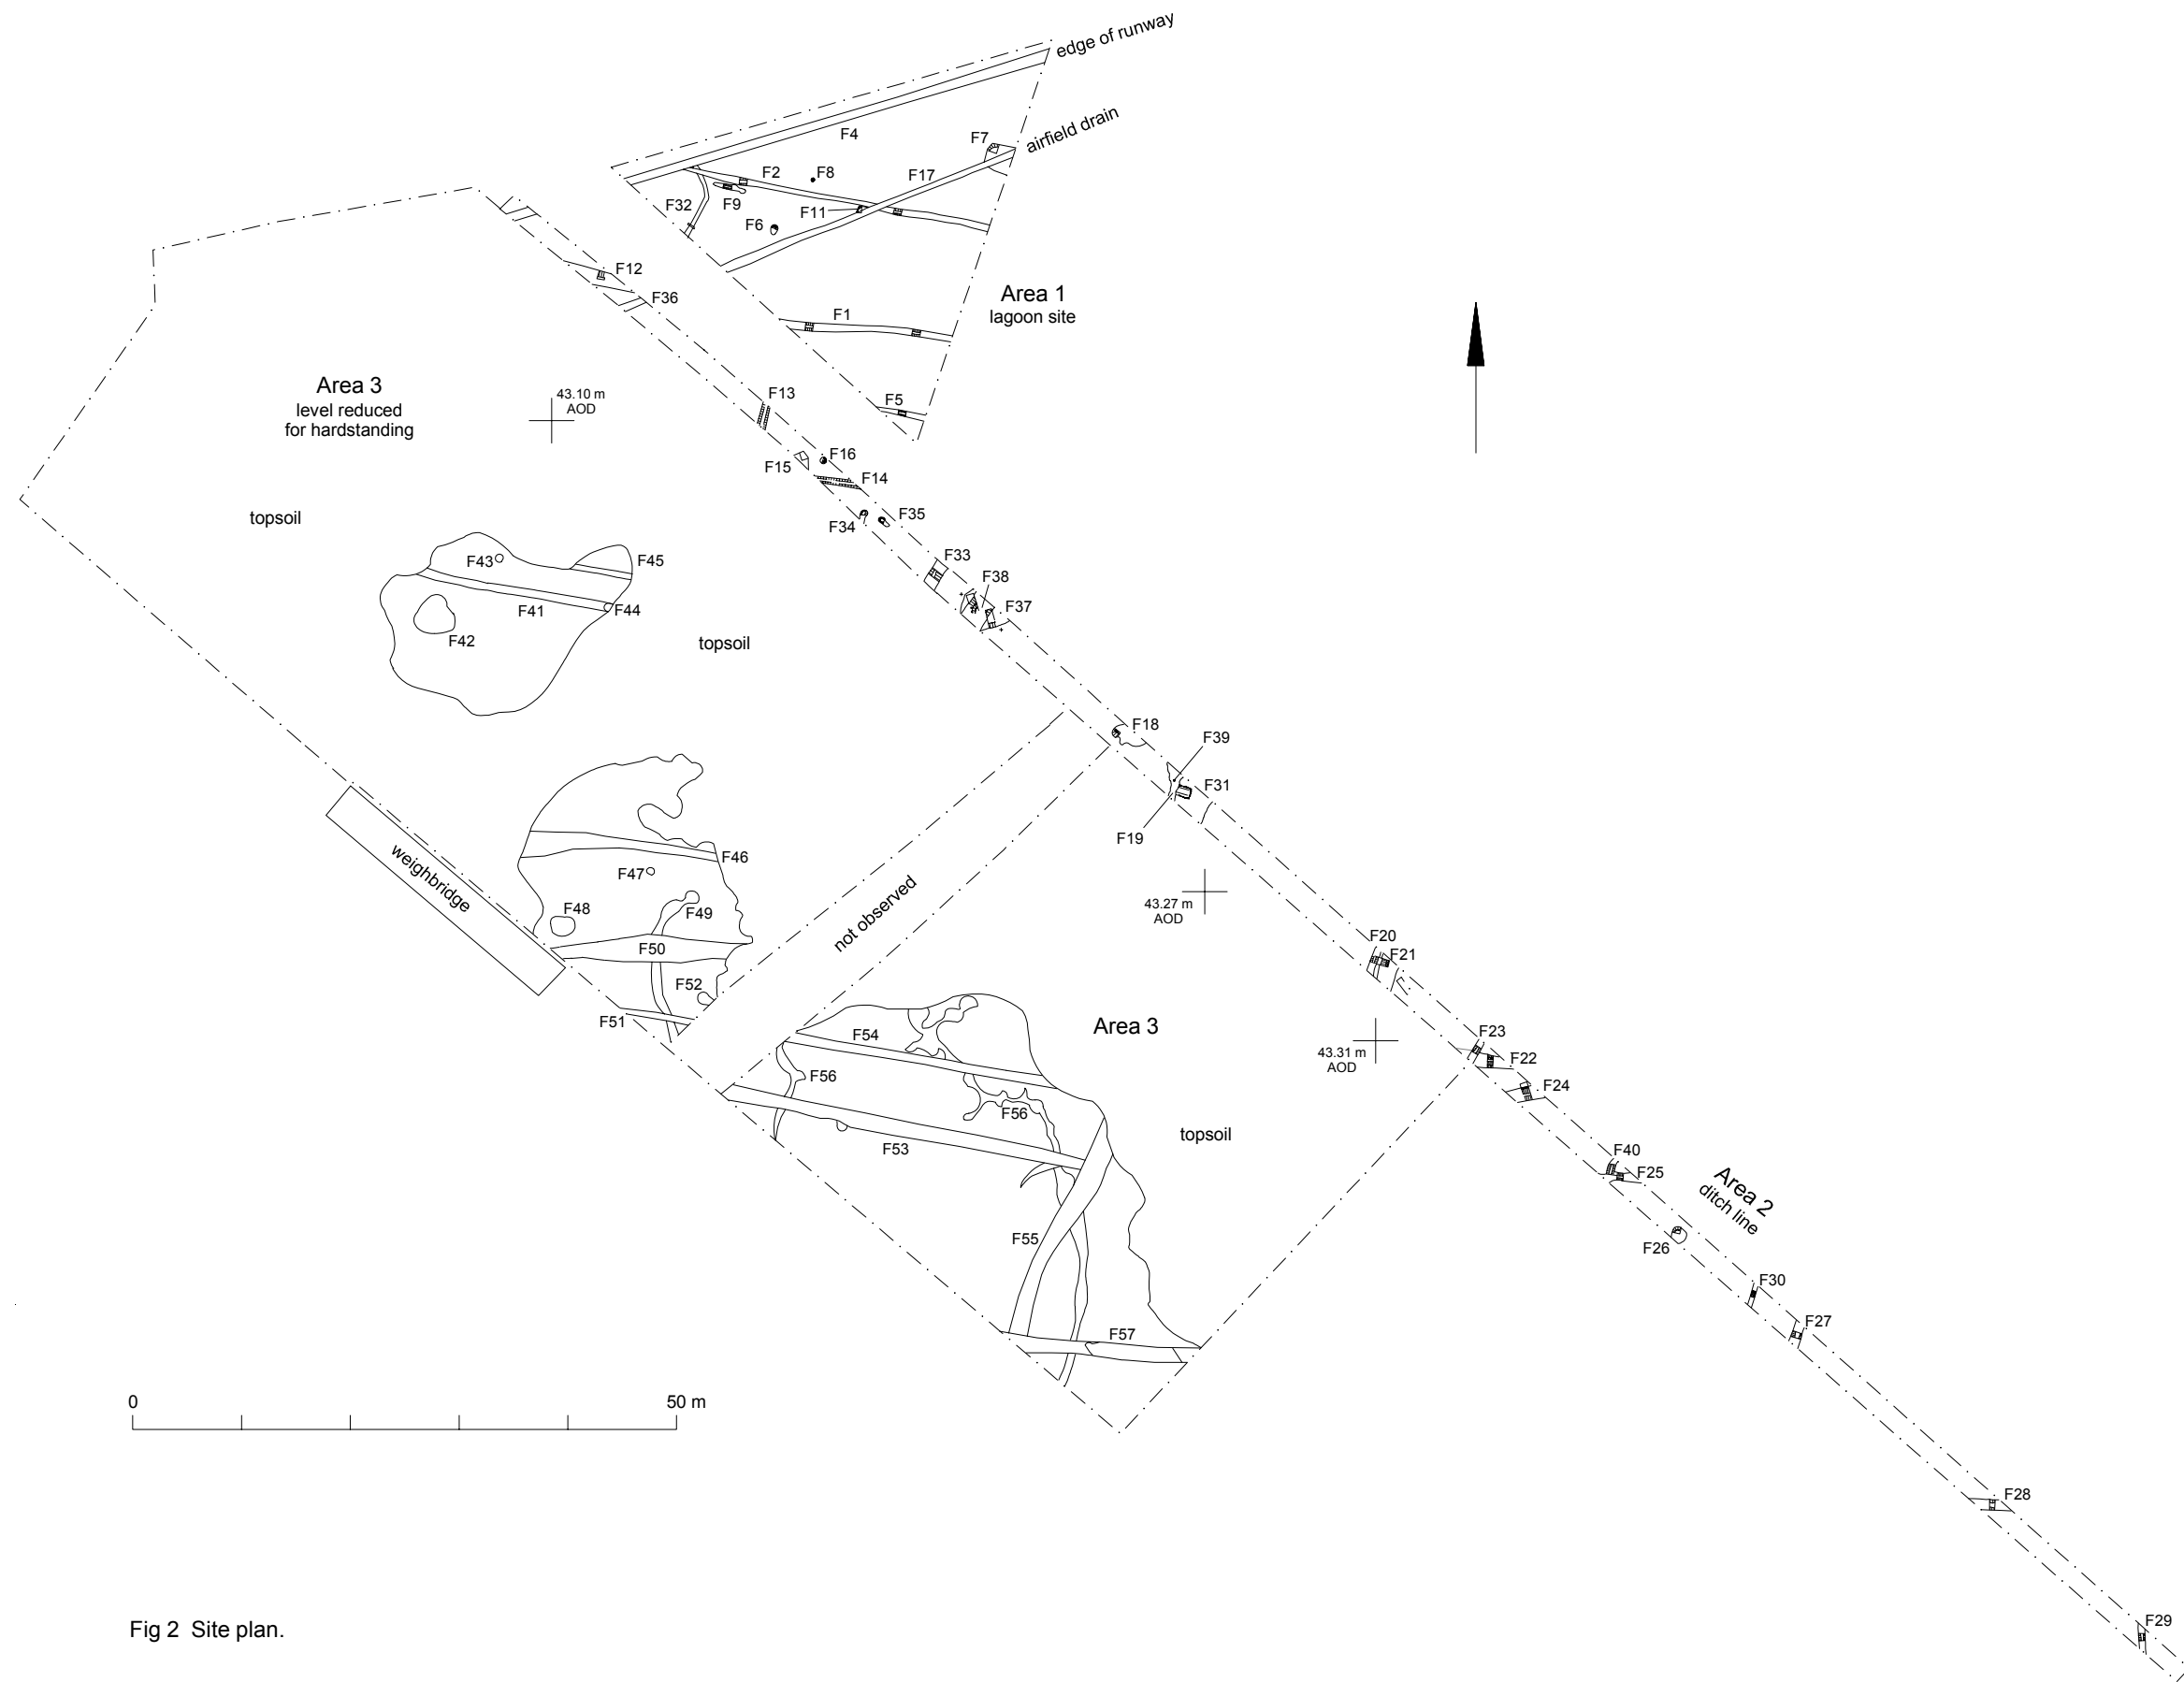 edge of runway
airfield drain
F4
F7
F2
F8
F17
F32
F9
F11
F6
F12
F36
Area 1
lagoon site
F1
F5
Area 3
level reduced
for hardstanding
43.10 m
AOD
F13
F16
F15
F14
F34
F35
topsoil
F43
F45
F41
F44
F42
F33
F38
F37
topsoil
F18
F39
F31
F19
weighbridge
F46
F47
F48
F49
F50
F52
F51
not observed
43.27 m
AOD
F20
F21
Area 3
F54
F56
F56
F53
43.31 m
AOD
F23
F22
F24
topsoil
F40
F25
Area 2
ditch line
F26
F55
F30
F27
F57
0
50 m
F28
F29
Fig 2 Site plan.